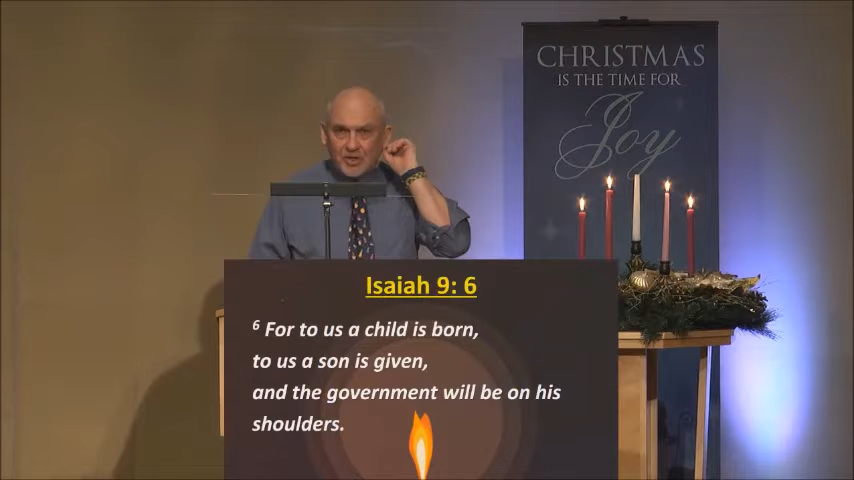 CHRISTMAS
IS THE TIME FOR
Joy
Isaiah 9: 6
6 For to us a child is born,
to us a son is given,
and the government will be on his
shoulders.